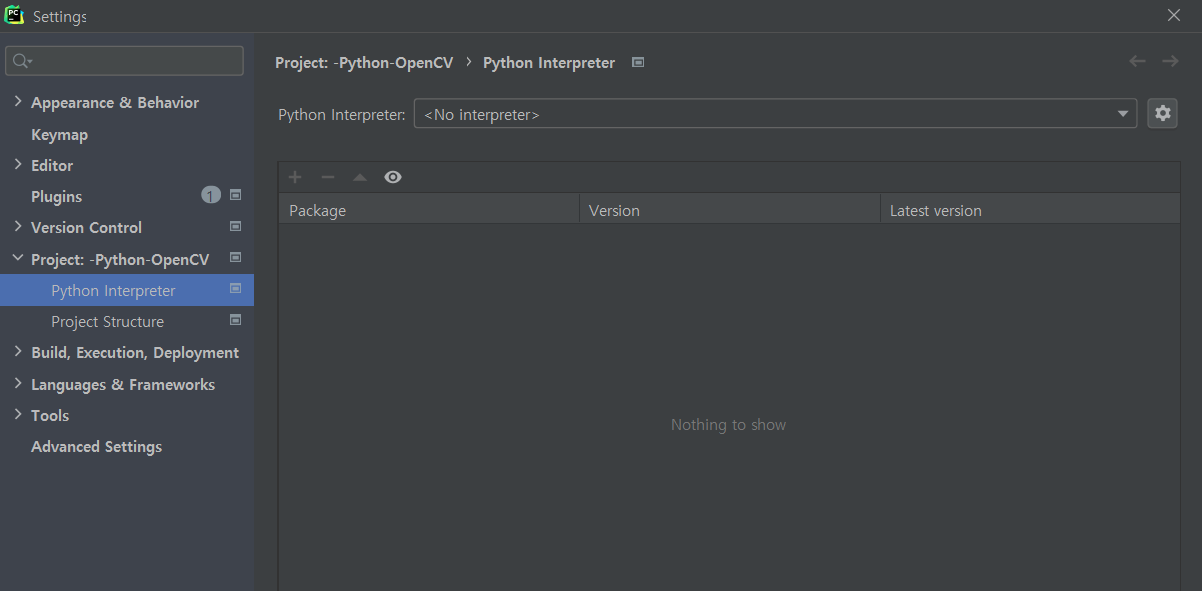 PC
Settings
Project: -Python-OpenCV > Python Interpreter
Appearance & Behavior
Keymap
Editor
Plugins 1
Version Control
Project: -Python-OpenCV
Python Interpreter
Project Structure
Build, Execution, Deployment
Languages & Frameworks
Tools
Advanced Settings
Python Interpreter: <No interpreter>
Package Version Latest version
Nothing to show